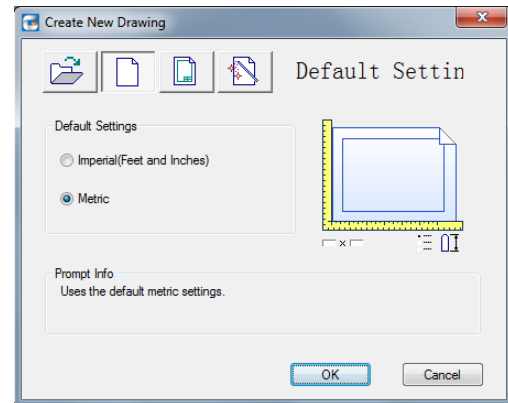 Create New Drawing
Default Settin
Default Settings
Imperial(Feet and Inches)
Metric
Prompt Info
Uses the default metric settings.
OK
Cancel